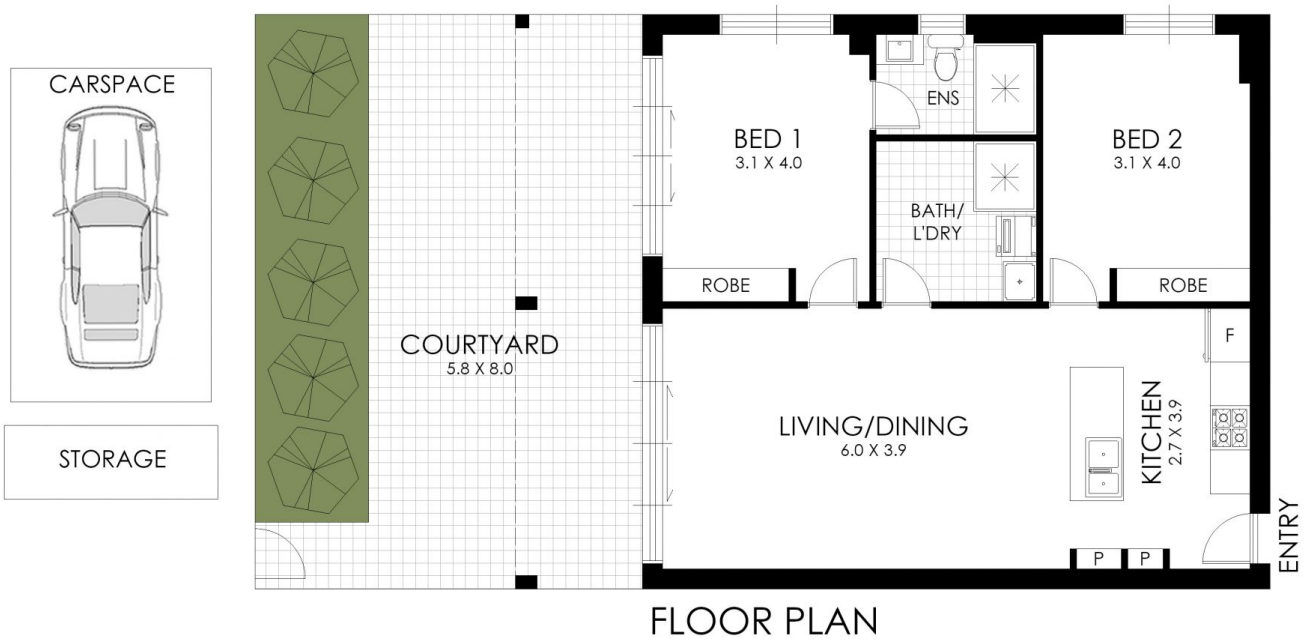 CARSPACE
STORAGE
COURTYARD
5.8 X 8.0
BED 1
3.1 X 4.0
ROBE
ENS
BATH/
L'DRY
BED 2
3.1 X 4.0
ROBE
LIVING/DINING
6.0 X 3.9
KITCHEN
2.7 X 3.9
F
P
P
ENTRY
FLOOR PLAN